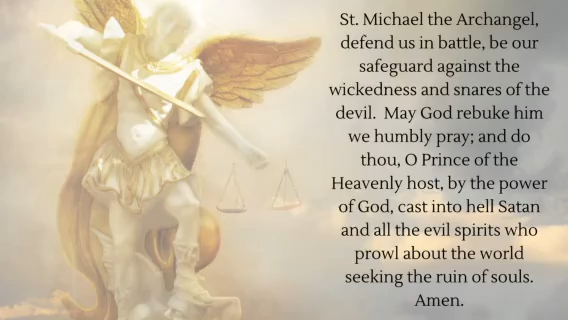 St. Michael the Archangel,
defend us in battle, be our
safeguard against the
wickedness and snares of the
devil.  May God rebuke him
we humbly pray; and do
thou, O Prince of the
Heavenly host, by the power
of God, cast into hell Satan
and all the evil spirits who
prowl about the world
seeking the ruin of souls.
Amen.